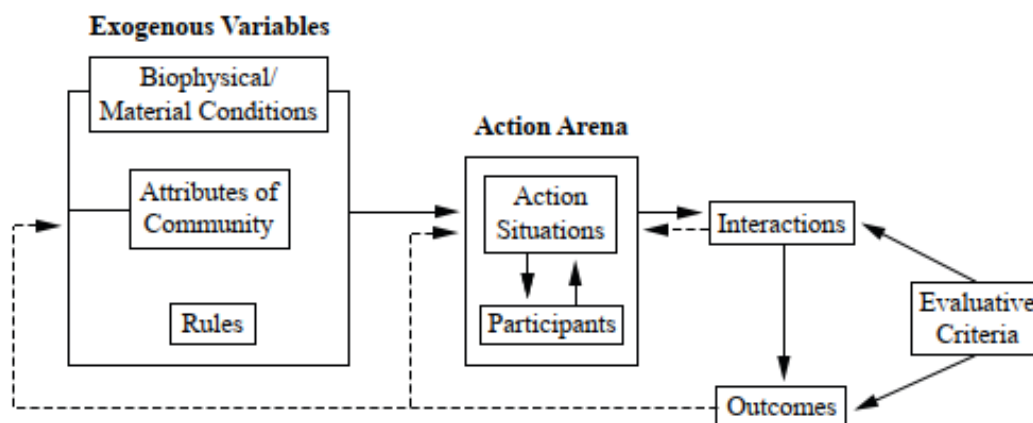 Exogenous Variables
Biophysical/
Material Conditions
Attributes of
Community
Rules
Action Arena
Action
Situations
Participants
Interactions
Evaluative
Criteria
Outcomes